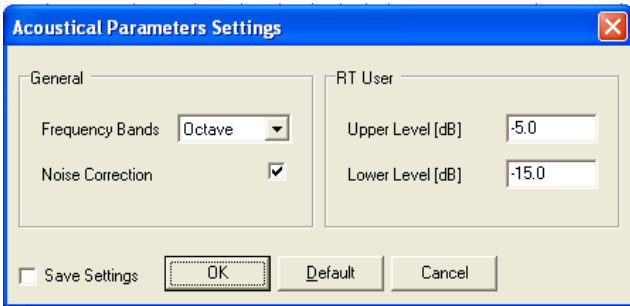 Acoustical Parameters Settings
General
Frequency Bands Octave
Noise Correction
RT User
Upper Level [dB] -5.0
Lower Level [dB] -15.0
Save Settings OK Default Cancel